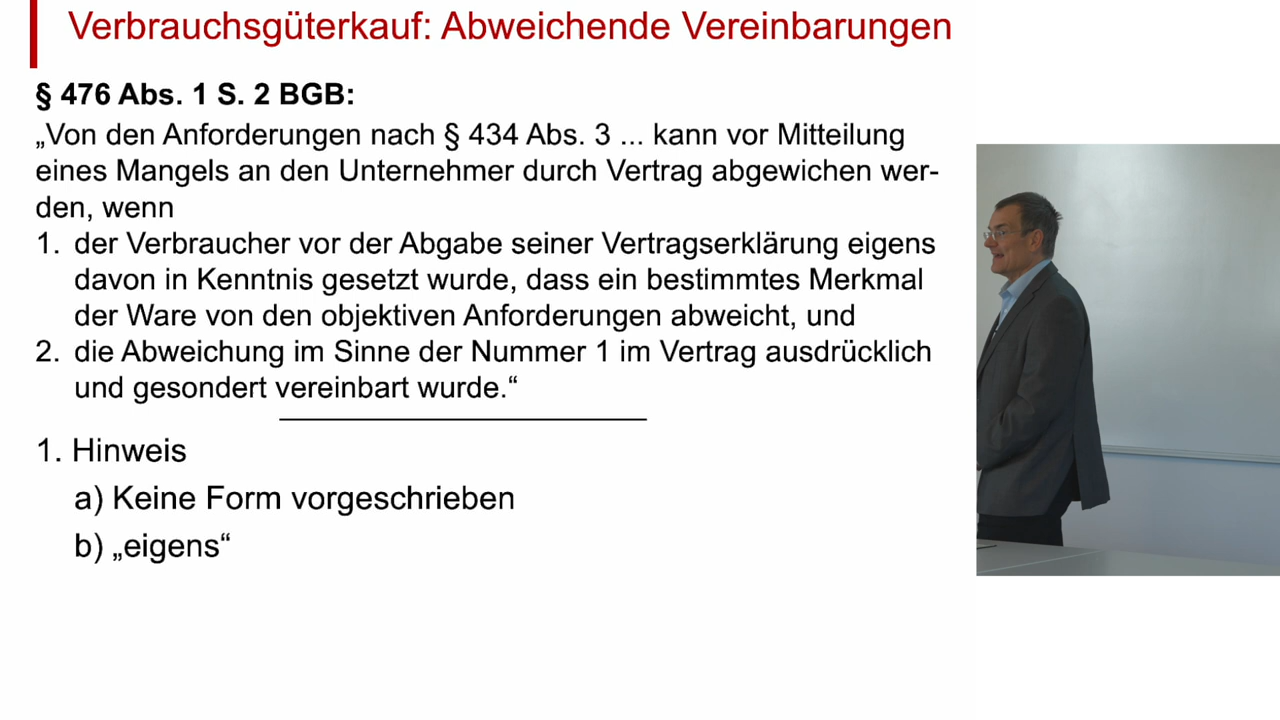 Verbrauchsgüterkauf: Abweichende Vereinbarungen
§ 476 Abs. 1 S. 2 BGB:
„Von den Anforderungen nach § 434 Abs. 3 ... kann vor Mitteilung
eines Mangels an den Unternehmer durch Vertrag abgewichen wer-
den, wenn
1. der Verbraucher vor der Abgabe seiner Vertragserklärung eigens
davon in Kenntnis gesetzt wurde, dass ein bestimmtes Merkmal
der Ware von den objektiven Anforderungen abweicht, und
2. die Abweichung im Sinne der Nummer 1 im Vertrag ausdrücklich
und gesondert vereinbart wurde.“
1. Hinweis
a) Keine Form vorgeschrieben
b) „eigens“